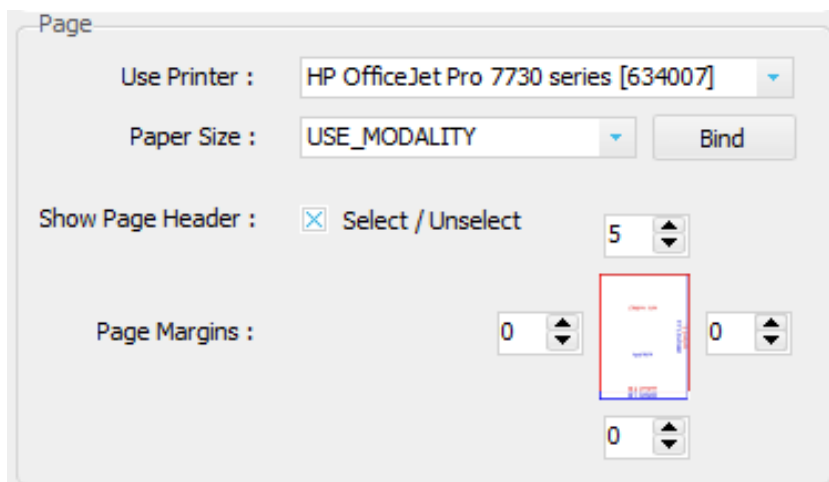 Page
Use Printer : HP OfficeJet Pro 7730 series [634007]
Paper Size : USE_MODALITY Bind
Show Page Header : Select / Unselect
5
Page Margins : 0 0
0